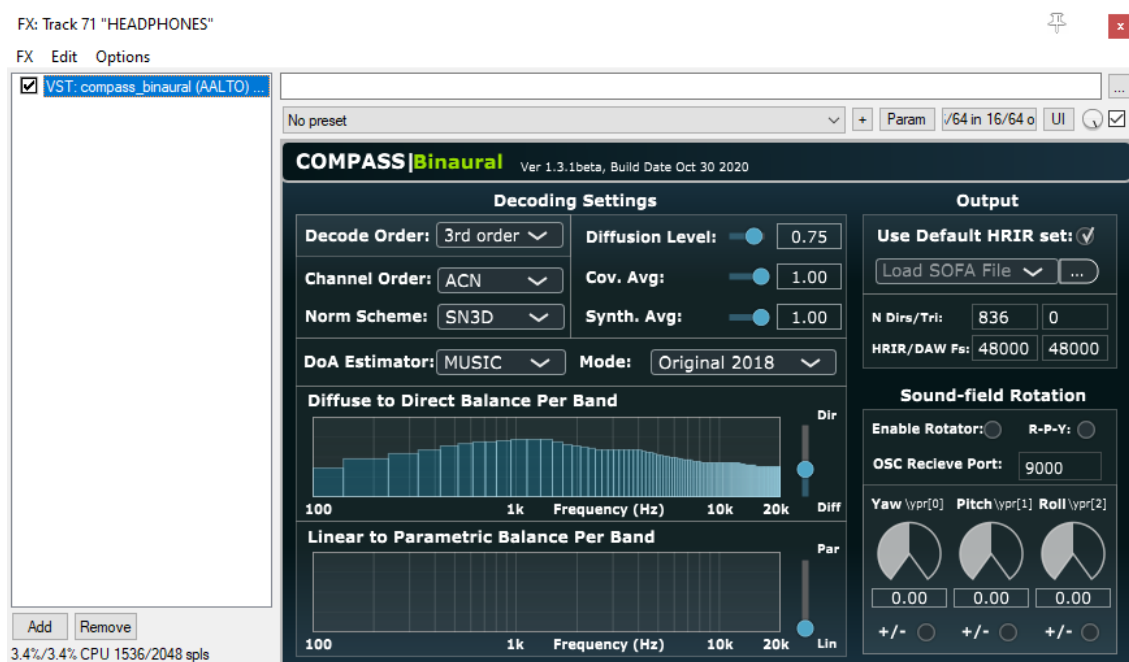 FX: Track 71 "HEADPHONES"
x
FX Edit Options
VST: compass_binaural (AALTO) ...
...
No preset
+ Param /64 in 16/64 o UI
COMPASS|Binaural Ver 1.3.1beta, Build Date Oct 30 2020
Decoding Settings
Decode Order: 3rd order
Diffusion Level: 0.75
Channel Order: ACN
Cov. Avg: 1.00
Norm Scheme: SN3D
Synth. Avg: 1.00
DoA Estimator: MUSIC Mode: Original 2018
Diffuse to Direct Balance Per Band
Dir
100 1k Frequency (Hz) 10k 20k Diff
Linear to Parametric Balance Per Band
Par
100 1k Frequency (Hz) 10k 20k Lin
Output
Use Default HRIR set:
Load SOFA File ...
N Dirs/Tri: 836 0
HRIR/DAW Fs: 48000 48000
Sound-field Rotation
Enable Rotator: R-P-Y:
OSC Recieve Port: 9000
Yaw \ypr[0] Pitch \ypr[1] Roll \ypr[2]
0.00 0.00 0.00
+/- +/- +/-
Add Remove
3.4%/3.4% CPU 1536/2048 spls